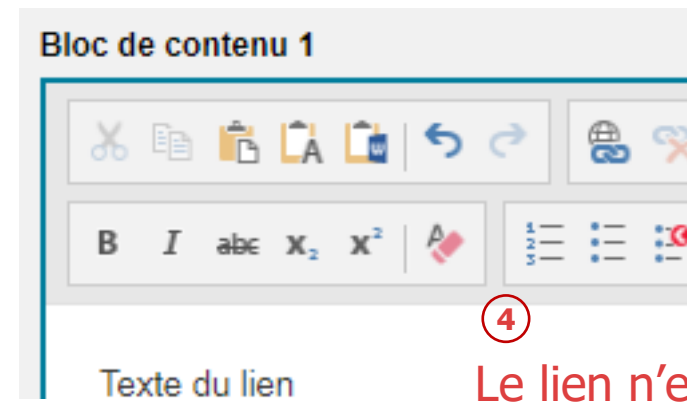 Bloc de contenu 1
B I abc x₂ x²
4
Texte du lien
Le lien n’e